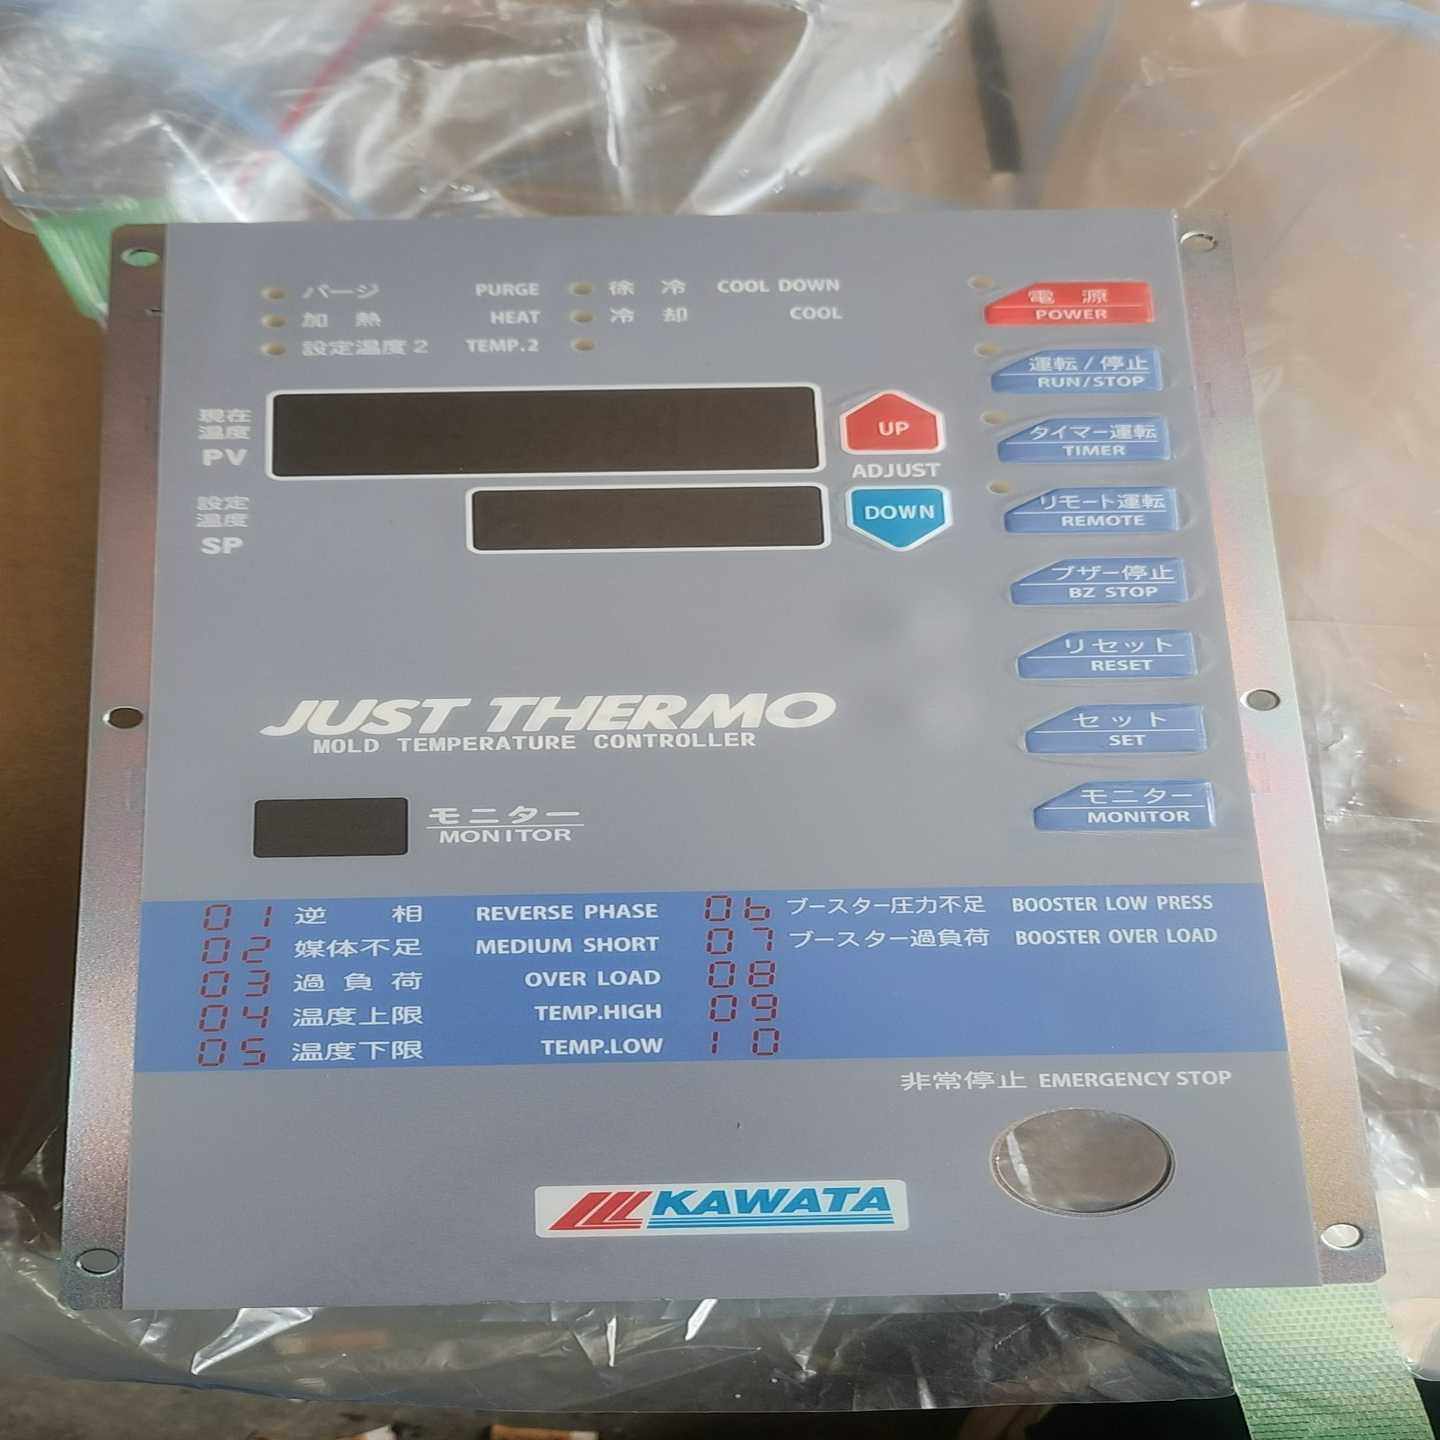 パージ PURGE
加熱 HEAT
設定温度2 TEMP.2
徐冷 COOL DOWN
冷却 COOL
現在
温度
PV
設定
温度
SP
UP
ADJUST
DOWN
電源
POWER
運転/停止
RUN/STOP
タイマー運転
TIMER
リモート運転
REMOTE
ブザー停止
BZ STOP
リセット
RESET
セット
SET
モニター
MONITOR
JUST THERMO
MOLD TEMPERATURE CONTROLLER
モニター
MONITOR
01 逆相 REVERSE PHASE
02 媒体不足 MEDIUM SHORT
03 過負荷 OVER LOAD
04 温度上限 TEMP.HIGH
05 温度下限 TEMP.LOW
06 ブースター圧力不足 BOOSTER LOW PRESS
07 ブースター過負荷 BOOSTER OVER LOAD
08
09
10
非常停止 EMERGENCY STOP
KAWATA